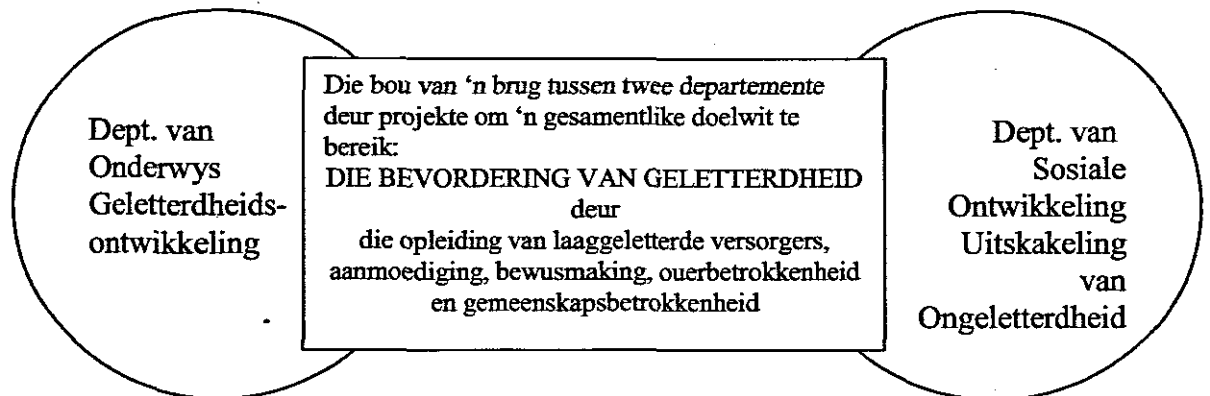 Dept. van
Onderwys
Geletterdheids-
ontwikkeling
Die bou van ‘n brug tussen twee departemente
deur projekte om ‘n gesamentlike doelwit te
bereik:
DIE BEVORDERING VAN GELETTERDHEID
deur
die opleiding van laaggeletterde versorgers,
aanmoediging, bewusmaking, ouerbetrokkenheid
en gemeenskapsbetrokkenheid
Dept. van
Sosiale
Ontwikkeling
Uitskakeling
van
Ongeletterdheid